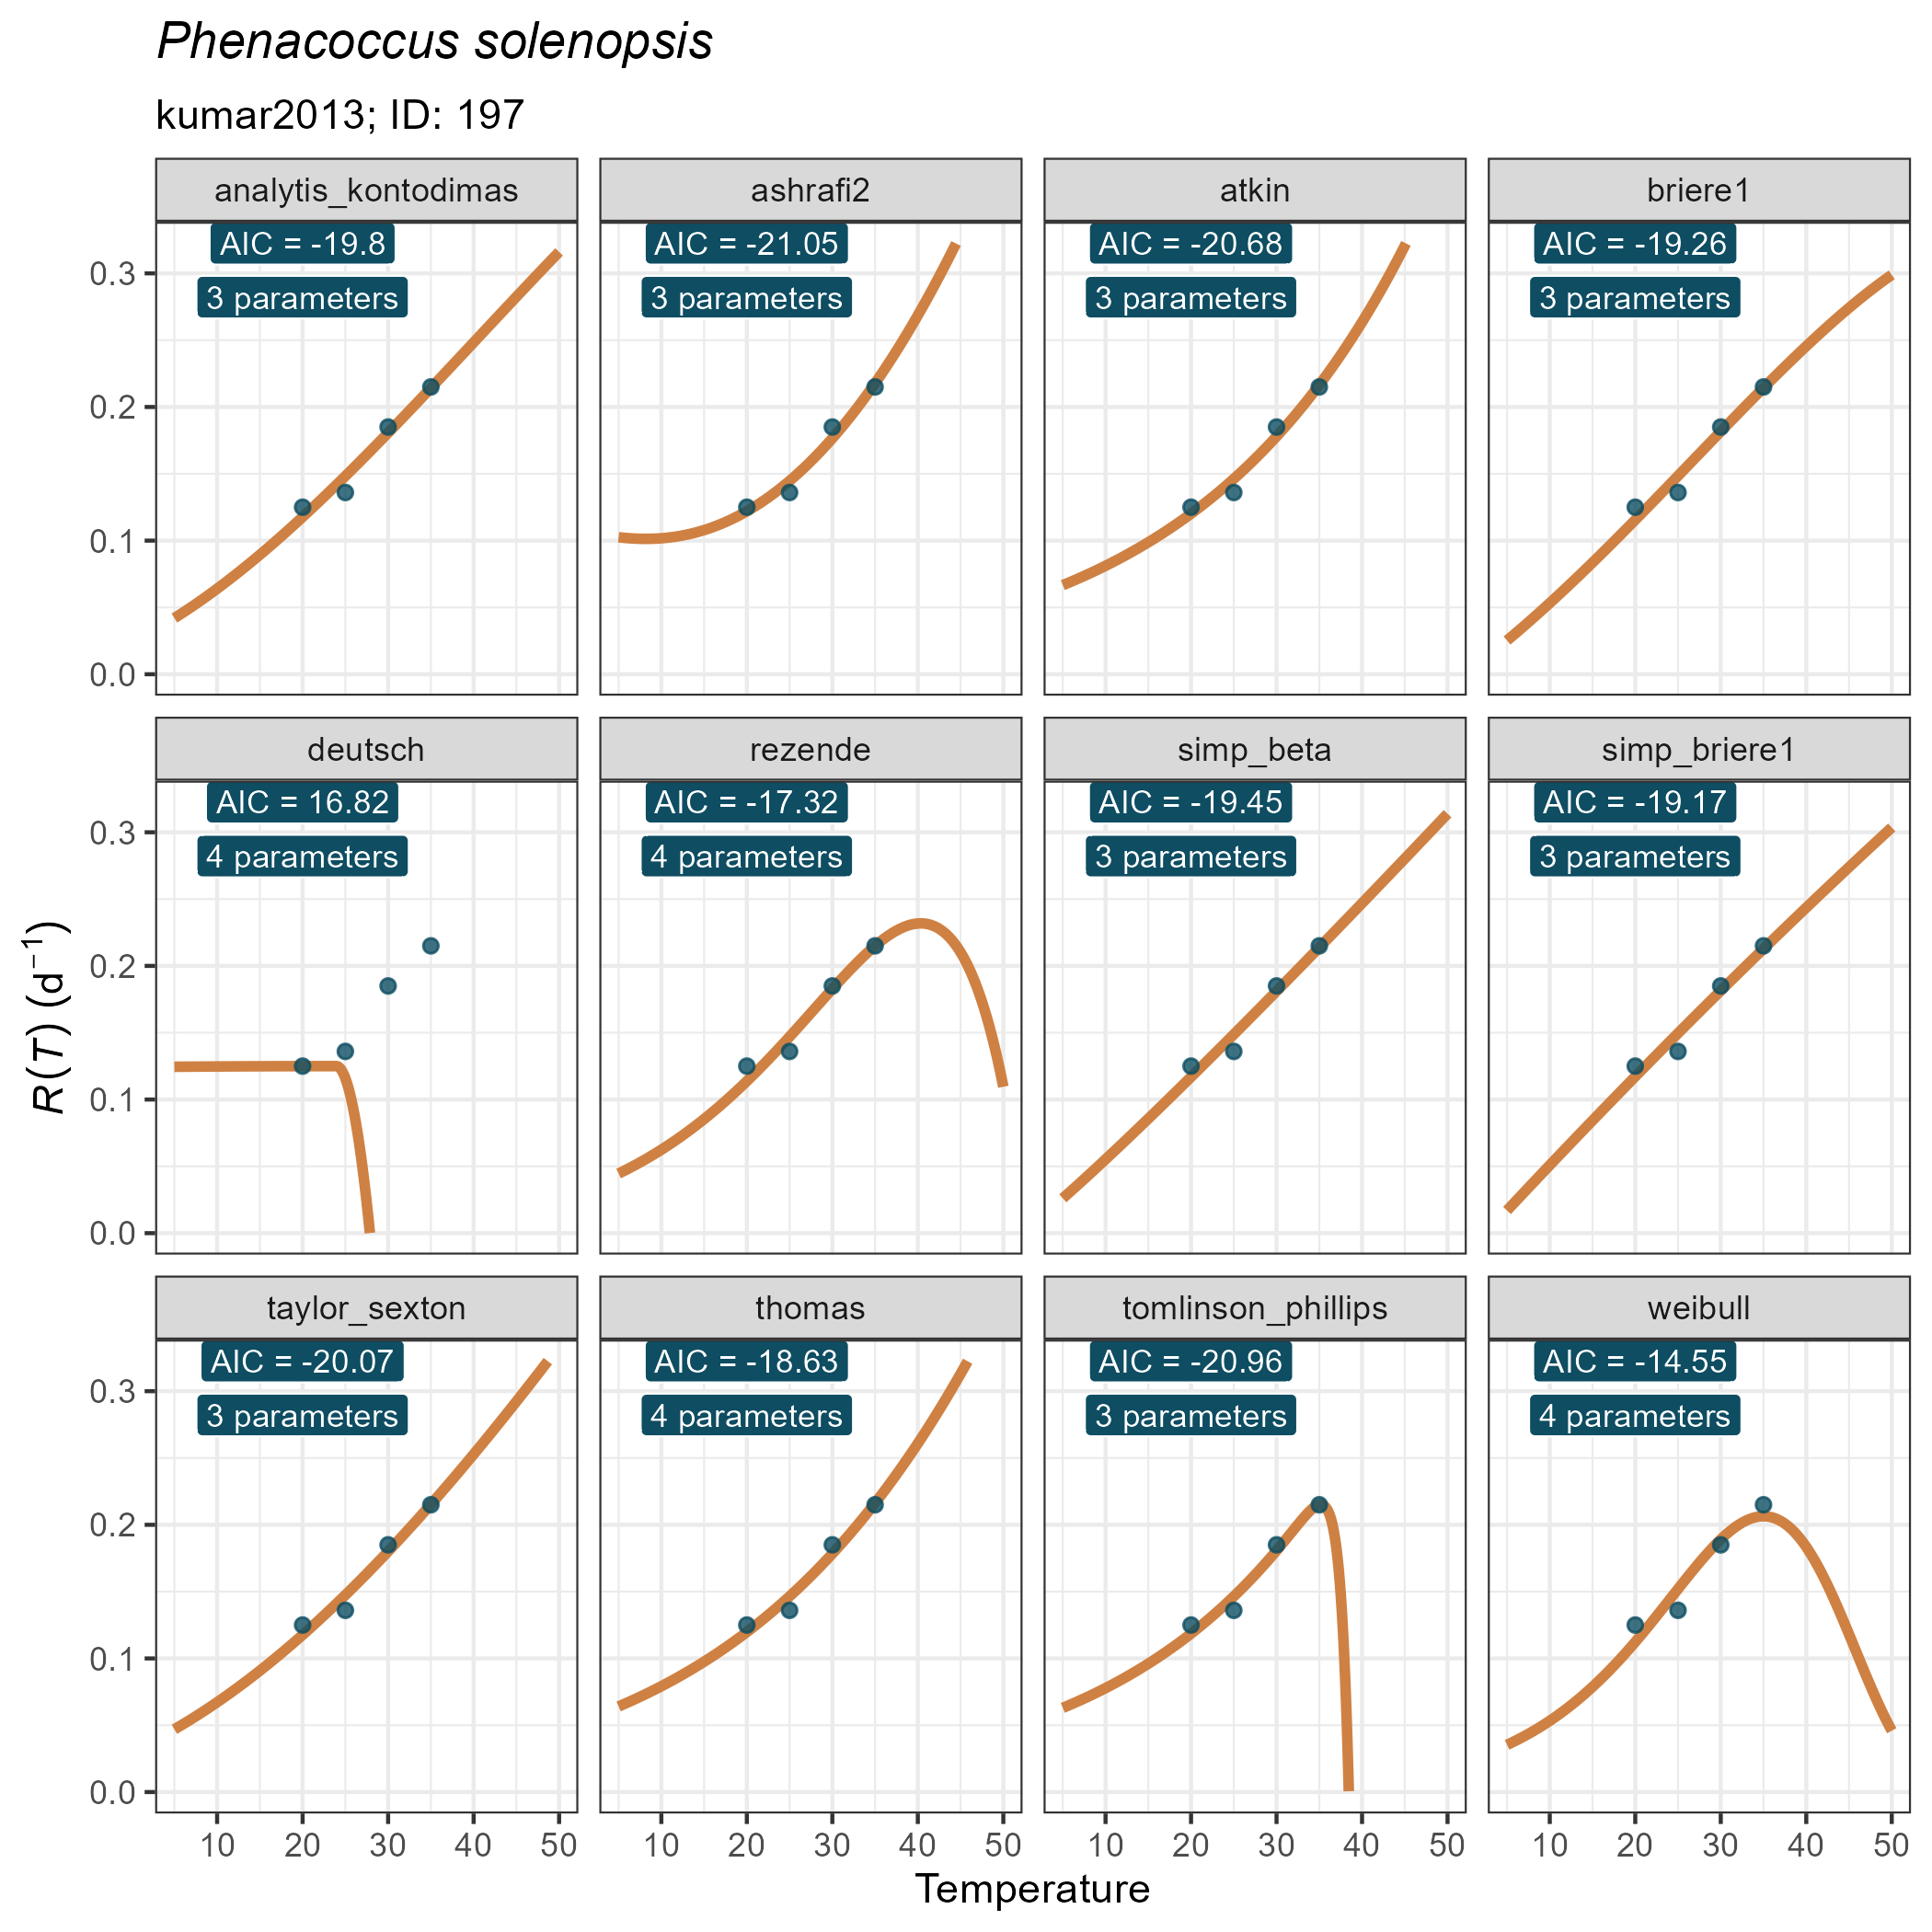 Phenacoccus solenopsis
kumar2013; ID: 197
analytis_kontodimas
ashrafi2
atkin
briere1
AIC = -19.8
AIC = -21.05
AIC = -20.68
AIC = -19.26
3 parameters
3 parameters
3 parameters
3 parameters
0.3
0.2
0.1
0.0
deutsch
rezende
simp_beta
simp_briere1
AIC = 16.82
AIC = -17.32
AIC = -19.45
AIC = -19.17
4 parameters
4 parameters
3 parameters
3 parameters
0.3
0.2
0.1
0.0
R(T) (d⁻¹)
taylor_sexton
thomas
tomlinson_phillips
weibull
AIC = -20.07
AIC = -18.63
AIC = -20.96
AIC = -14.55
3 parameters
4 parameters
3 parameters
4 parameters
0.3
0.2
0.1
0.0
10 20 30 40 50
10 20 30 40 50
10 20 30 40 50
10 20 30 40 50
Temperature